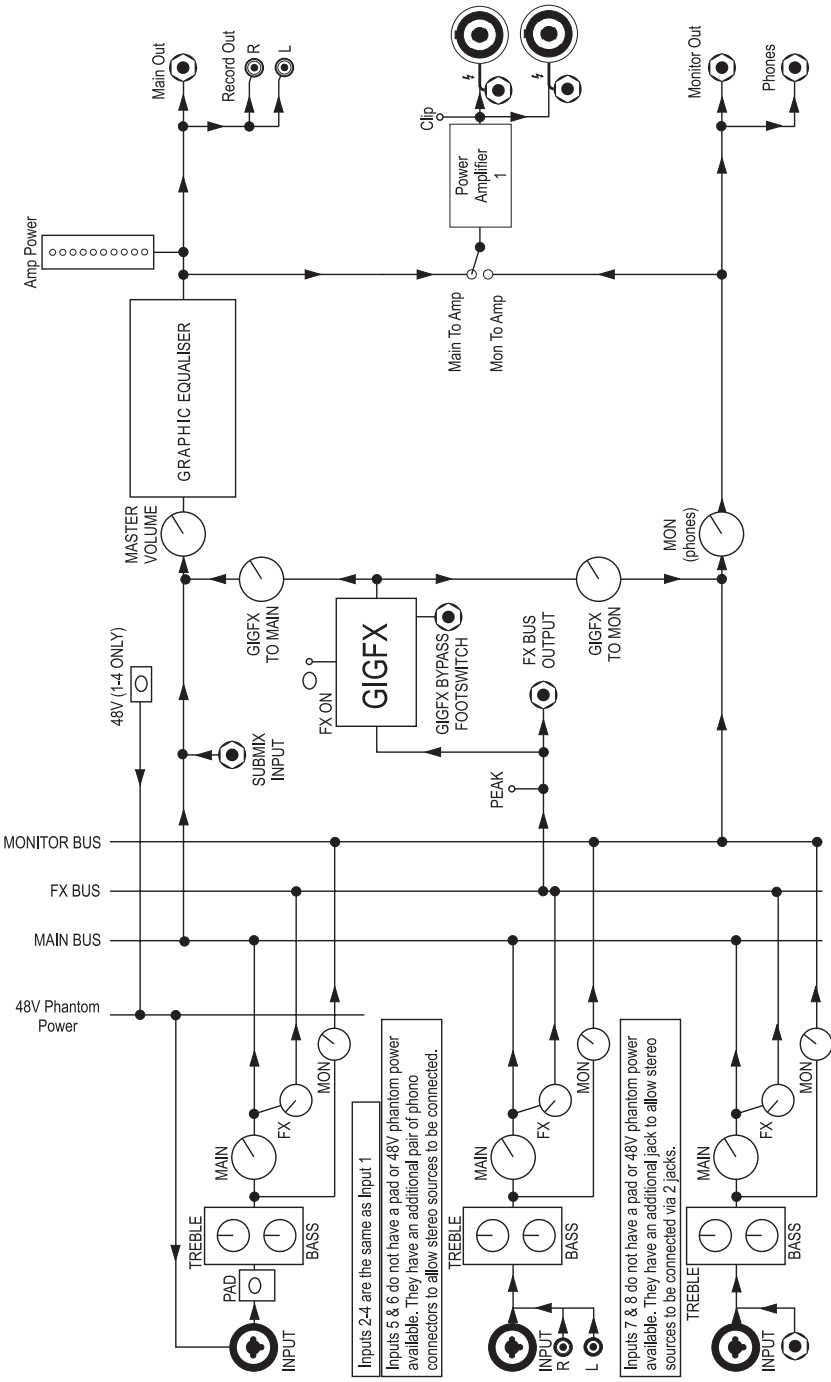 Main Out
Record Out
R
L
Clip
Monitor Out
Phones
Amp Power
Power
Amplifier
1
Main To Amp
Mon To Amp
GRAPHIC EQUALISER
MASTER
VOLUME
MON
(phones)
GIGFX
TO MAIN
GIGFX
TO MON
48V (1-4 ONLY)
FX ON
GIGFX
GIGFX BYPASS
FOOTSWITCH
FX BUS
OUTPUT
SUBMIX
INPUT
PEAK
MONITOR BUS
FX BUS
MAIN BUS
48V Phantom
Power
MAIN
FX
MON
TREBLE
BASS
PAD
INPUT
Inputs 2-4 are the same as Input 1
Inputs 5 & 6 do not have a pad or 48V phantom power
available. They have an additional pair of phono
connectors to allow stereo sources to be connected.
MAIN
FX
MON
TREBLE
BASS
INPUT
R
L
Inputs 7 & 8 do not have a pad or 48V phantom power
available. They have an additional jack to allow stereo
sources to be connected via 2 jacks.
MAIN
FX
MON
TREBLE
BASS
INPUT